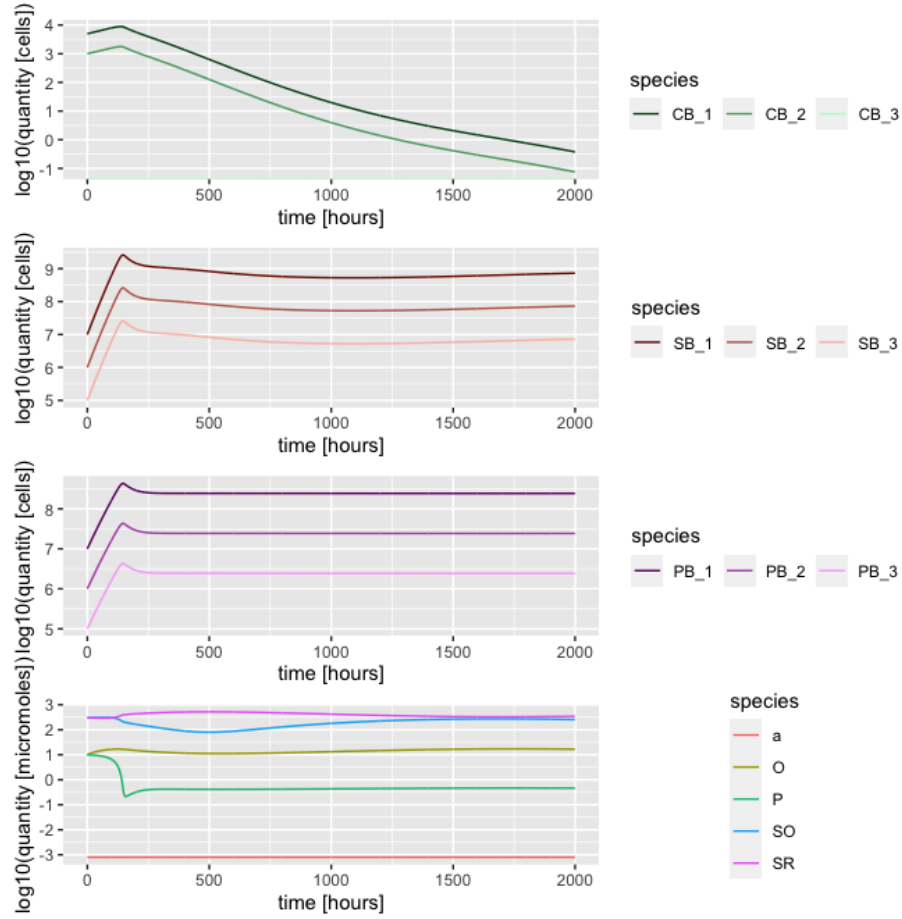 log10(quantity [cells])
4
3
2
1
0
-1
0 500 1000 1500 2000
time [hours]
species
CB_1 CB_2 CB_3
log10(quantity [cells])
9
8
7
6
5
0 500 1000 1500 2000
time [hours]
species
SB_1 SB_2 SB_3
log10(quantity [cells])
8
7
6
5
0 500 1000 1500 2000
time [hours]
species
PB_1 PB_2 PB_3
log10(quantity [micromoles])
3
2
1
0
-1
-2
-3
0 500 1000 1500 2000
time [hours]
species
a
O
P
SO
SR